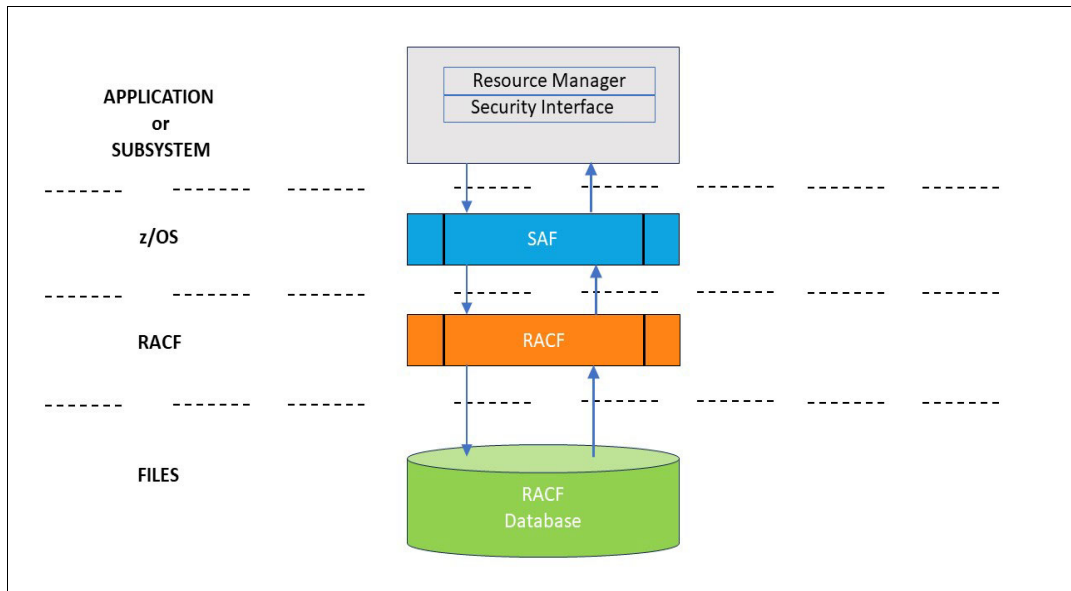 APPLICATION
or
SUBSYSTEM
Resource Manager
Security Interface
z/OS
SAF
RACF
RACF
FILES
RACF
Database